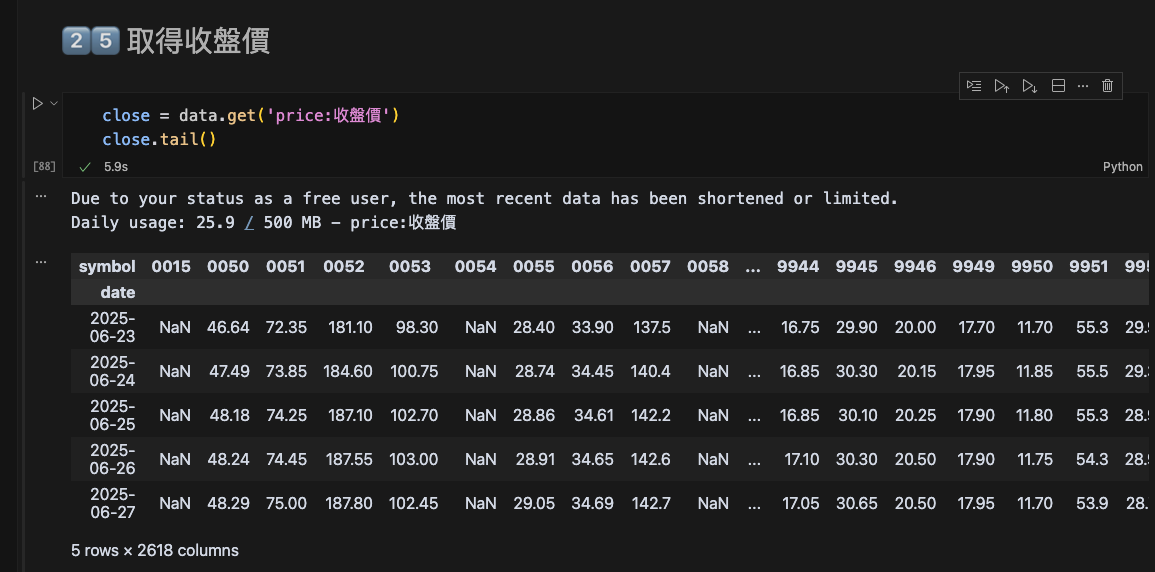 2️⃣5️⃣ 取得收盤價
close = data.get('price:收盤價')
close.tail()
[88] 5.9s Python
Due to your status as a free user, the most recent data has been shortened or limited.
Daily usage: 25.9 / 500 MB - price:收盤價
symbol 0015 0050 0051 0052 0053 0054 0055 0056 0057 0058 ... 9944 9945 9946 9949 9950 9951
date
2025-
06-23 NaN 46.64 72.35 181.10 98.30 NaN 28.40 33.90 137.5 NaN ... 16.75 29.90 20.00 17.70 11.70 55.3
2025-
06-24 NaN 47.49 73.85 184.60 100.75 NaN 28.74 34.45 140.4 NaN ... 16.85 30.30 20.15 17.95 11.85 55.5
2025-
06-25 NaN 48.18 74.25 187.10 102.70 NaN 28.86 34.61 142.2 NaN ... 16.85 30.10 20.25 17.90 11.80 55.3
2025-
06-26 NaN 48.24 74.45 187.55 103.00 NaN 28.91 34.65 142.6 NaN ... 17.10 30.30 20.50 17.90 11.75 54.3
2025-
06-27 NaN 48.29 75.00 187.80 102.45 NaN 29.05 34.69 142.7 NaN ... 17.05 30.65 20.50 17.95 11.70 53.9
5 rows × 2618 columns